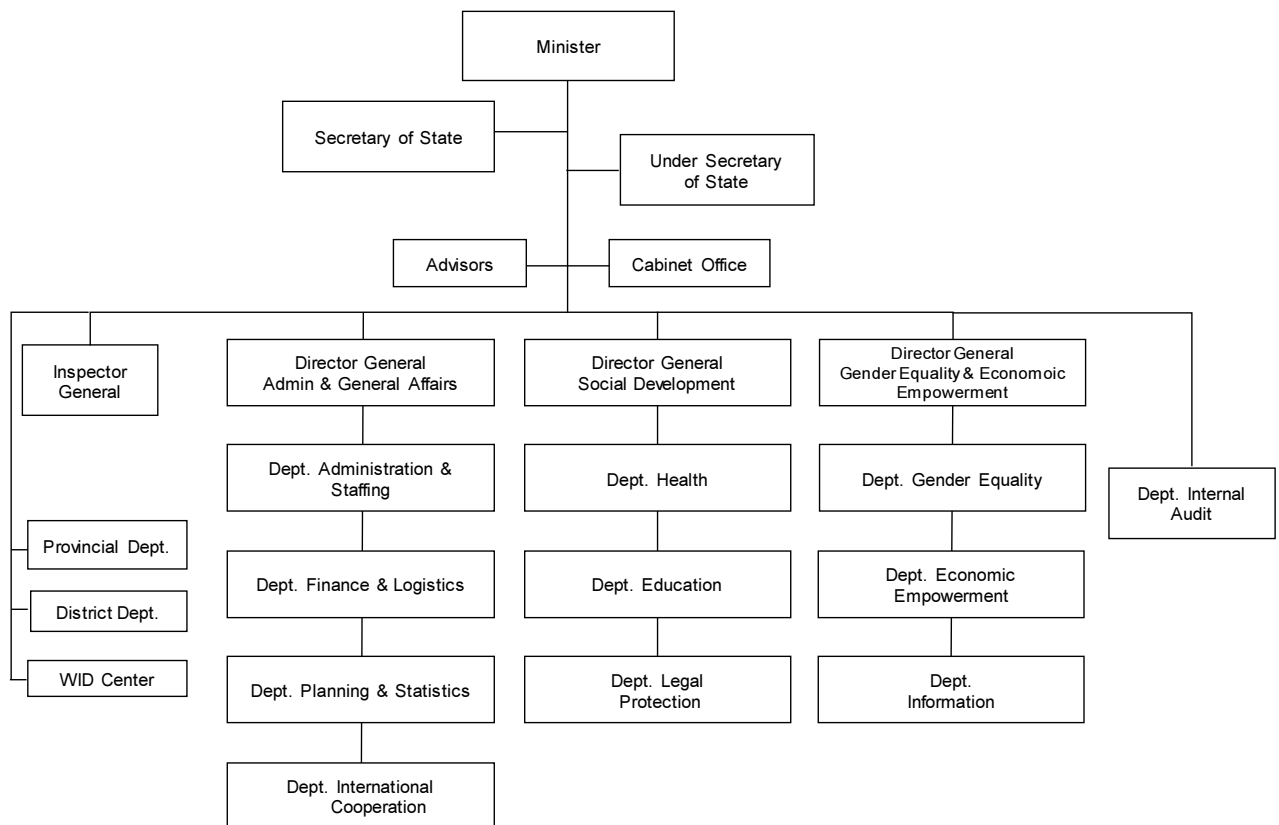 Minister
Secretary of State
Under Secretary
of State
Advisors
Cabinet Office
Inspector
General
Director General
Admin & General Affairs
Director General
Social Development
Director General
Gender Equality & Economoic
Empowerment
Dept. Administration &
Staffing
Dept. Health
Dept. Gender Equality
Dept. Internal
Audit
Provincial Dept.
Dept. Finance & Logistics
Dept. Education
Dept. Economic
Empowerment
District Dept.
WID Center
Dept. Planning & Statistics
Dept. Legal
Protection
Dept.
Information
Dept. International
Cooperation